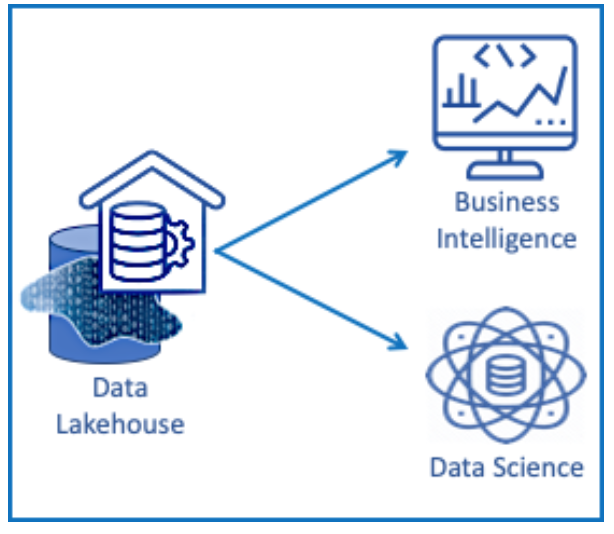 <\>
Business
Intelligence
Data
Lakehouse
Data Science